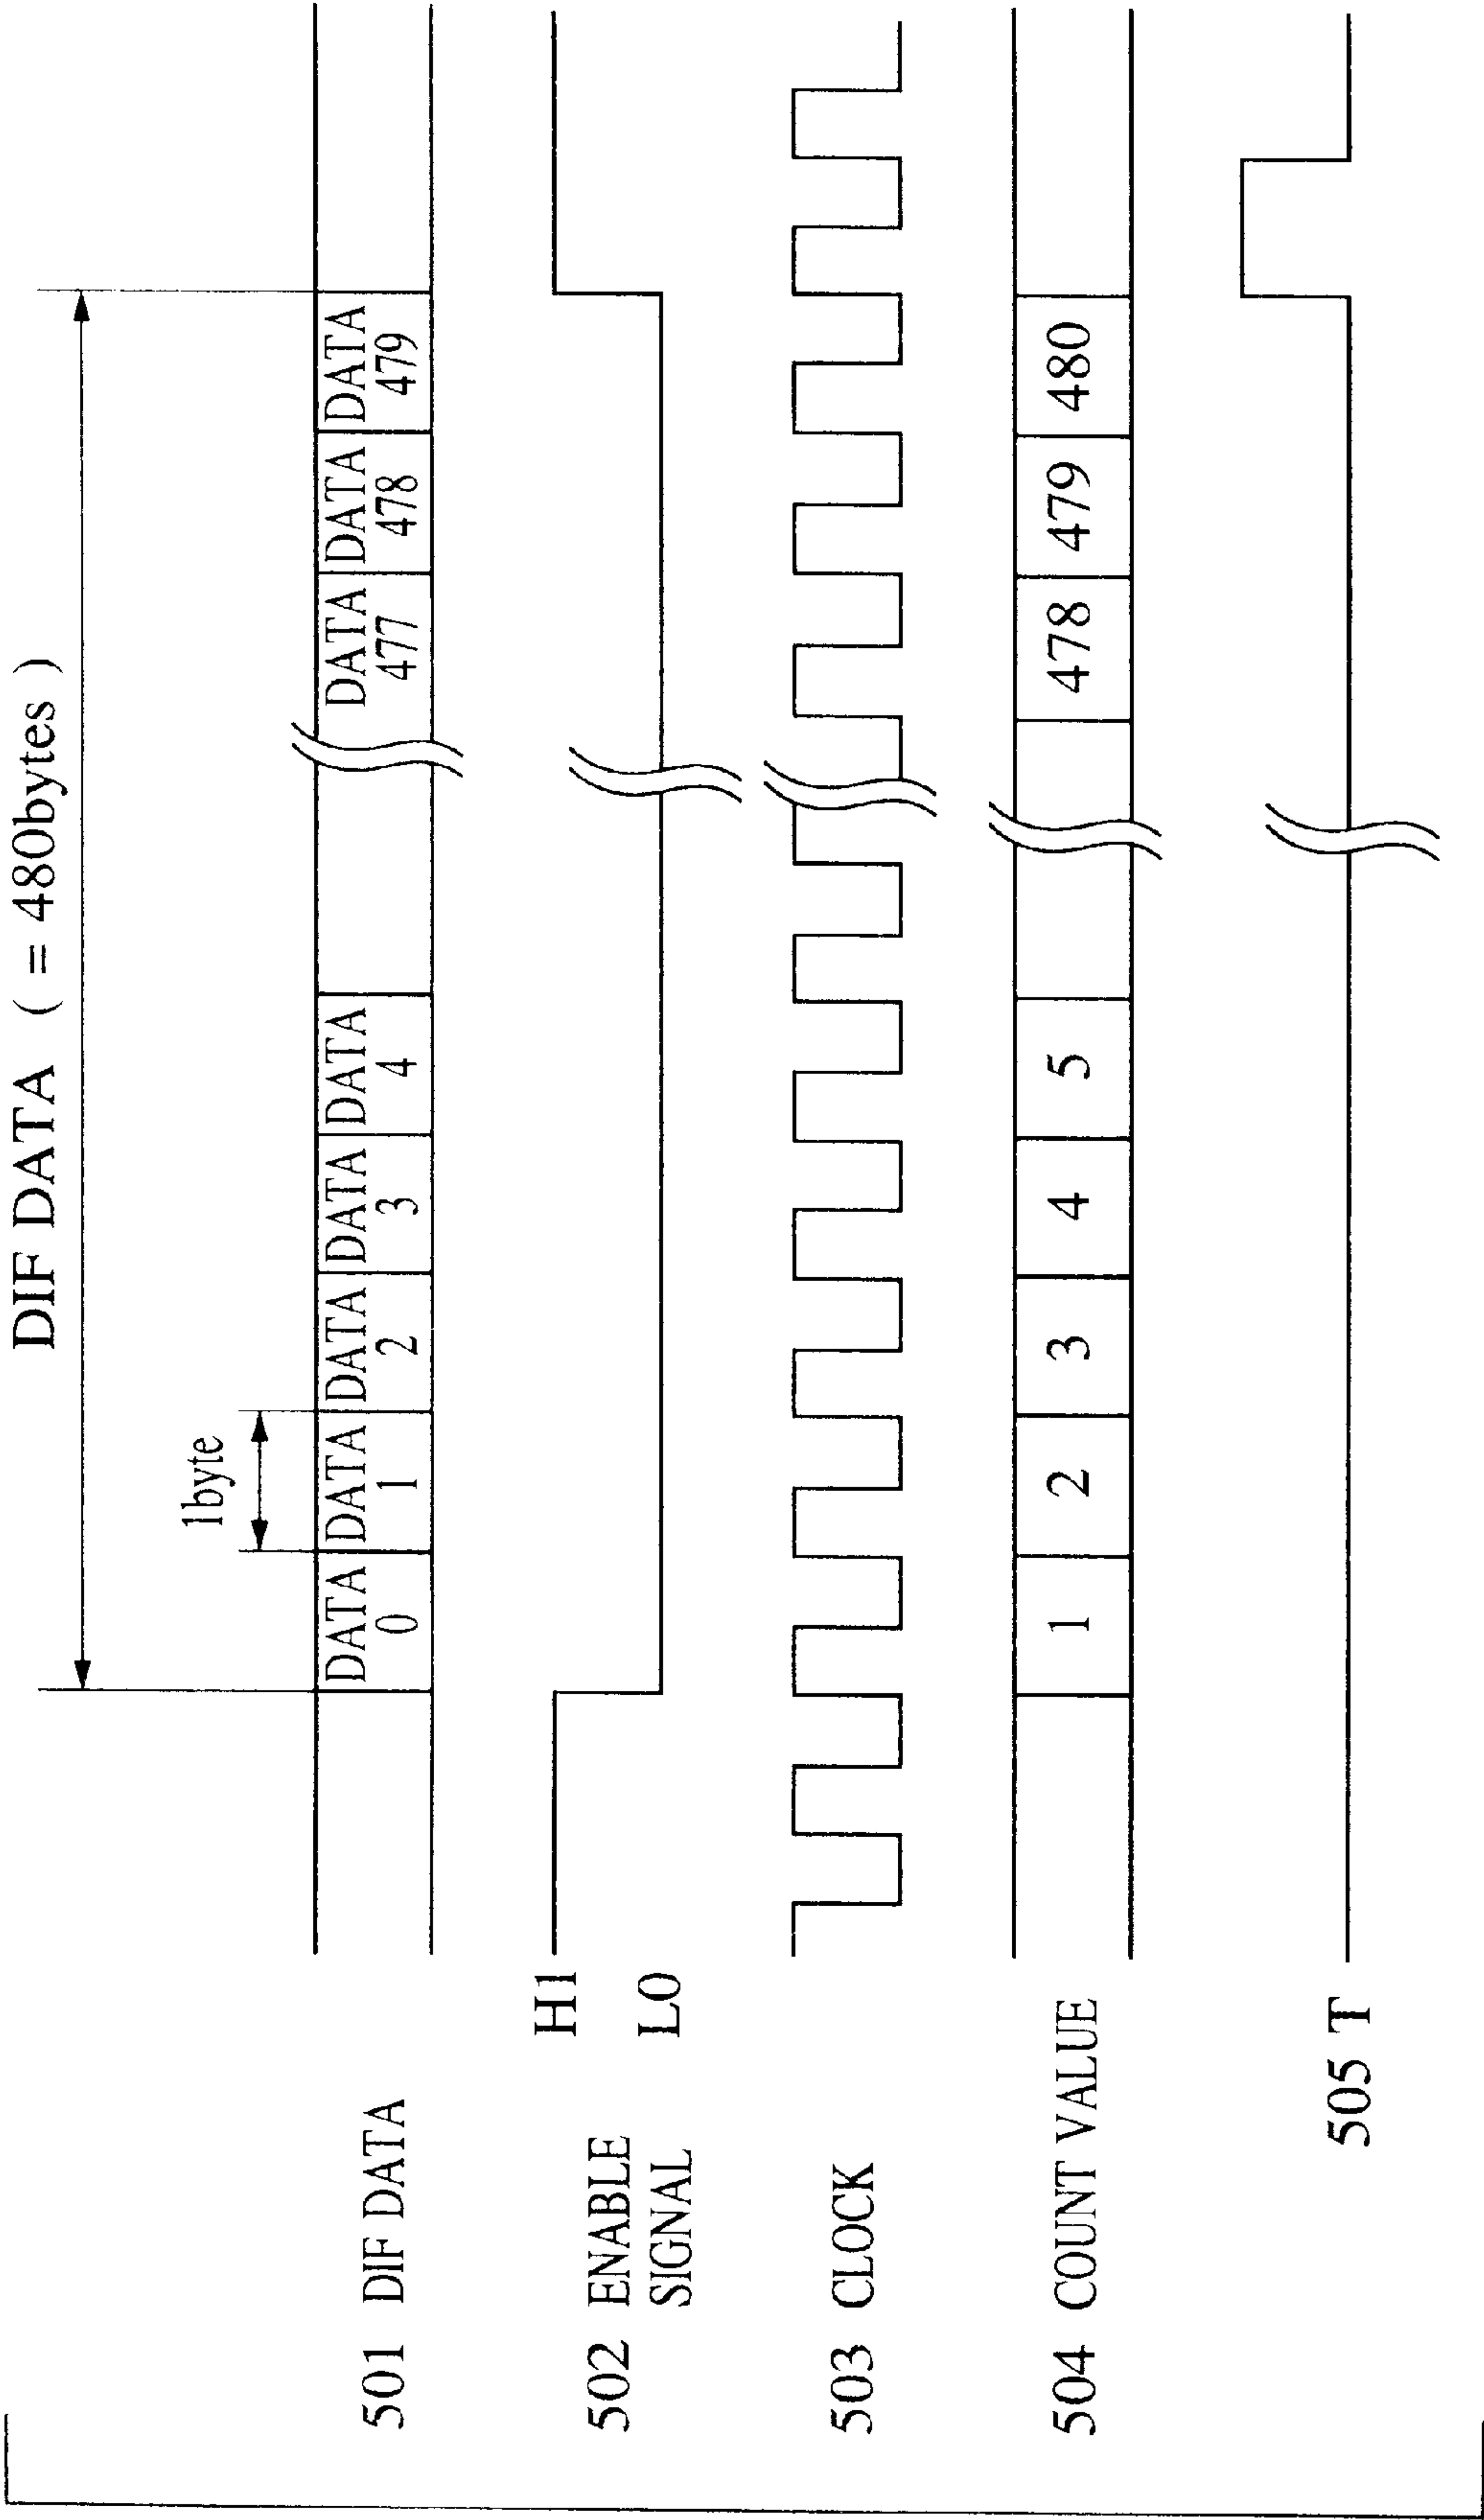 DIF DATA ( = 480bytes )
1byte
501 DIF DATA
DATA 0
DATA 1
DATA 2
DATA 3
DATA 4
DATA 477
DATA 478
DATA 479
502 ENABLE
SIGNAL
H1
L0
503 CLOCK
504 COUNT VALUE
1 2 3 4 5 478 479 480
505 T